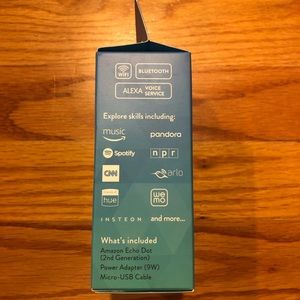 WiFi
BLUETOOTH
ALEXA VOICE SERVICE
Explore skills including:
music
pandora
Spotify
npr
CNN
arlo
hue
wemo
INSTEON
and more...
What's included
Amazon Echo Dot
(2nd Generation)
Power Adapter (9W)
Micro-USB Cable